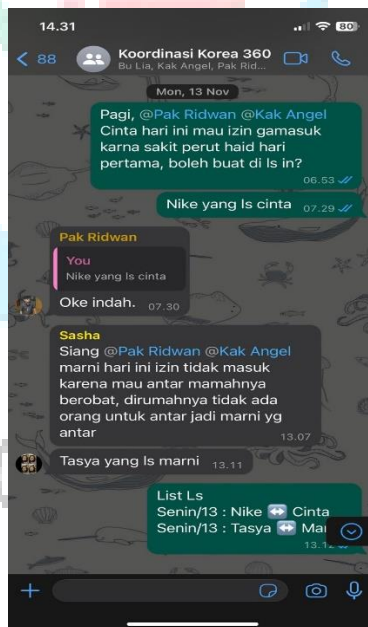 14.31
80
88
Koordinasi Korea 360
Bu Lia, Kak Angel, Pak Rid...
Mon, 13 Nov
Pagi, @Pak Ridwan @Kak Angel
Cinta hari ini mau izin gamasuk
karna sakit perut haid hari
pertama, boleh buat di ls in?
06.53
Nike yang ls cinta 07.29
Pak Ridwan
You
Nike yang ls cinta
Oke indah. 07.30
Sasha
Siang @Pak Ridwan @Kak Angel
marni hari ini izin tidak masuk
karena mau antar mamahnya
berobat, dirumahnya tidak ada
orang untuk antar jadi marni yg
antar
13.07
Tasya yang ls marni 13.11
List Ls
Senin/13 : Nike ↔️ Cinta
Senin/13 : Tasya ↔️ Mar
13.12